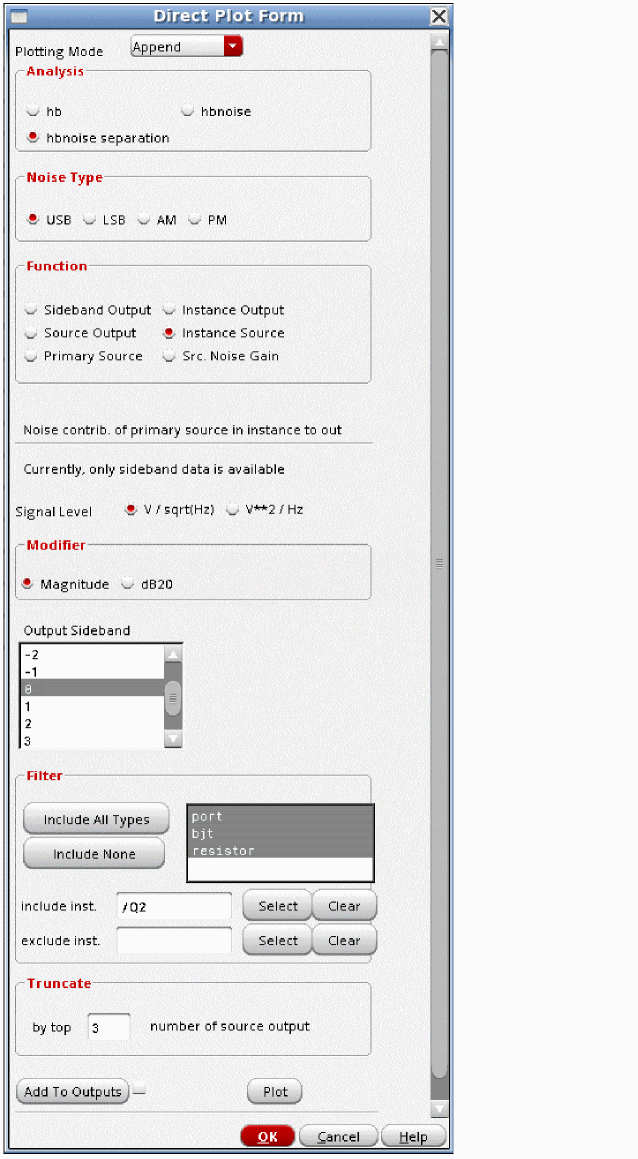 Direct Plot Form
Plotting Mode Append
Analysis
hb hbnoise
hbnoise separation
Noise Type
USB LSB AM PM
Function
Sideband Output Instance Output
Source Output Instance Source
Primary Source Src. Noise Gain
Noise contrib. of primary source in instance to out
Currently, only sideband data is available
Signal Level V / sqrt(Hz) V**2 / Hz
Modifier
Magnitude dB20
Output Sideband
-2
-1
0
1
2
3
Filter
Include All Types
Include None
port
bjt
resistor
include inst. /Q2 Select Clear
exclude inst. Select Clear
Truncate
by top 3 number of source output
Add To Outputs Plot
OK Cancel Help